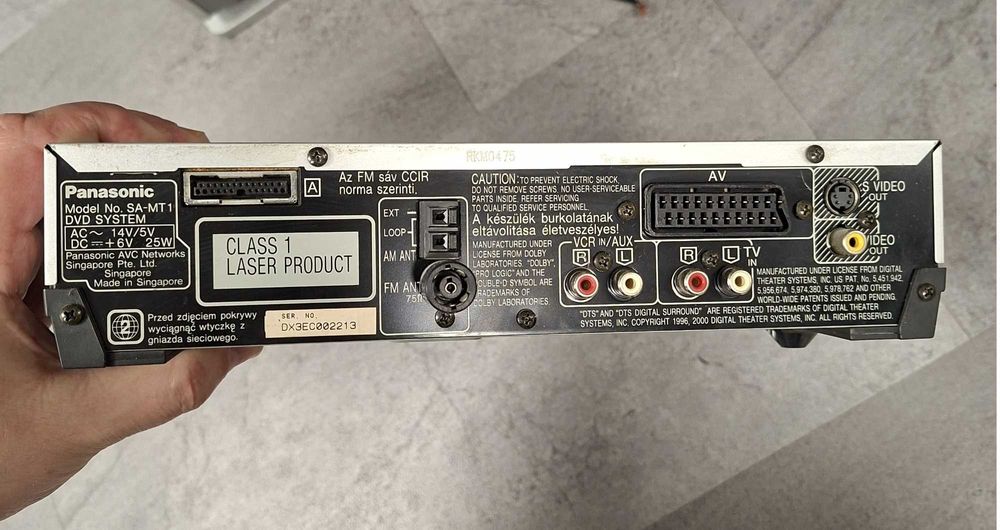 RKM0475
Panasonic
Model No. SA-MT1
DVD SYSTEM
AC ~ 14V/5V
DC ⎓ +6V 25W
Panasonic AVC Networks
Singapore Pte. Ltd.
Singapore
Made in Singapore
2
Przed zdjęciem pokrywy
wyciągnąć wtyczkę z
gniazda sieciowego.
A
CLASS 1
LASER PRODUCT
SER. NO.
DX3EC002213
Az FM sáv CCIR
norma szerinti.
EXT
LOOP
AM ANT
FM ANT
75Ω
CAUTION: TO PREVENT ELECTRIC SHOCK,
DO NOT REMOVE SCREWS. NO USER-SERVICEABLE
PARTS INSIDE. REFER SERVICING
TO QUALIFIED SERVICE PERSONNEL.
A készülék burkolatának
eltávolítása életveszélyes!
MANUFACTURED UNDER
LICENSE FROM DOLBY
LABORATORIES. "DOLBY",
"PRO LOGIC" AND THE
DOUBLE-D SYMBOL ARE
TRADEMARKS OF
DOLBY LABORATORIES.
AV
VCR IN/AUX
R
L
R
L
TV
IN
S VIDEO
OUT
VIDEO
OUT
MANUFACTURED UNDER LICENSE FROM DIGITAL
THEATER SYSTEMS, INC. US PAT No. 5,451,942,
5,956,674, 5,974,380, 5,978,762 AND OTHER
WORLD-WIDE PATENTS ISSUED AND PENDING.
"DTS" AND "DTS DIGITAL SURROUND" ARE REGISTERED TRADEMARKS OF DIGITAL THEATER
SYSTEMS, INC. COPYRIGHT 1996, 2000 DIGITAL THEATER SYSTEMS, INC. ALL RIGHTS RESERVED.